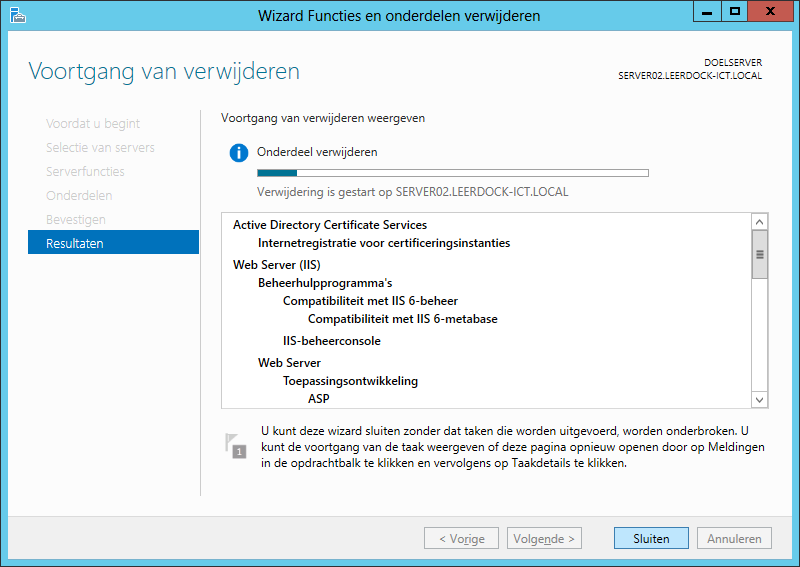 Wizard Functies en onderdelen verwijderen
Voortgang van verwijderen
DOELSERVER
SERVER02.LEERDOCK-ICT.LOCAL
Voordat u begint
Selectie van servers
Serverfuncties
Onderdelen
Bevestigen
Resultaten
Voortgang van verwijderen weergeven
Onderdeel verwijderen
Verwijdering is gestart op SERVER02.LEERDOCK-ICT.LOCAL
Active Directory Certificate Services
Internetregistratie voor certificeringsinstanties
Web Server (IIS)
Beheerhulpprogramma's
Compatibiliteit met IIS 6-beheer
Compatibiliteit met IIS 6-metabase
IIS-beheerconsole
Web Server
Toepassingsontwikkeling
ASP
1
U kunt deze wizard sluiten zonder dat taken die worden uitgevoerd, worden onderbroken. U
kunt de voortgang van de taak weergeven of deze pagina opnieuw openen door op Meldingen
in de opdrachtbalk te klikken en vervolgens op Taakdetails te klikken.
< Vorige
Volgende >
Sluiten
Annuleren